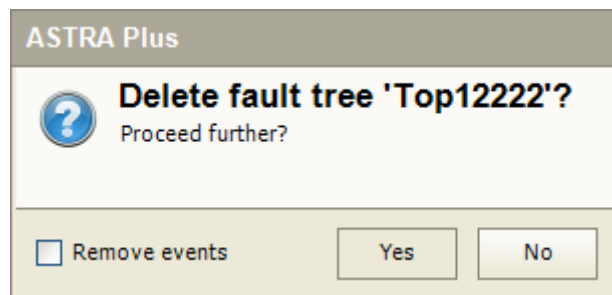 ASTRA Plus
Delete fault tree 'Top12222'?
Proceed further?
Remove events
Yes
No